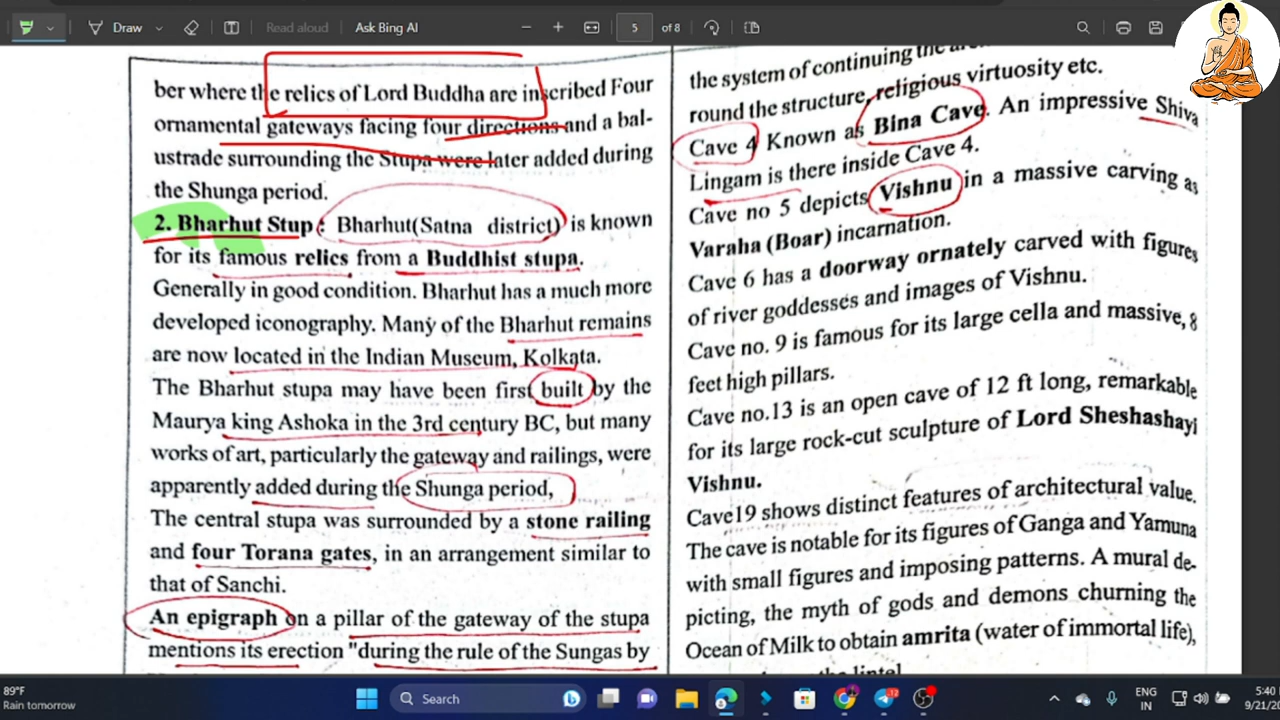 Draw
Read aloud
Ask Bing AI
5
of 8
ber where the relics of Lord Buddha are inscribed Four
ornamental gateways facing four directions and a bal-
ustrade surrounding the Stupa were later added during
the Shunga period.
2. Bharhut Stup : Bharhut(Satna district) is known
for its famous relics from a Buddhist stupa.
Generally in good condition. Bharhut has a much more
developed iconography. Many of the Bharhut remains
are now located in the Indian Museum, Kolkata.
The Bharhut stupa may have been first built by the
Maurya king Ashoka in the 3rd century BC, but many
works of art, particularly the gateway and railings, were
apparently added during the Shunga period,
The central stupa was surrounded by a stone railing
and four Torana gates, in an arrangement similar to
that of Sanchi.
An epigraph on a pillar of the gateway of the stupa
mentions its erection "during the rule of the Sungas by
the system of continuing the
round the structure, religious virtuosity etc.
Cave 4 Known as Bina Cave. An impressive Shiva
Lingam is there inside Cave 4.
Cave no 5 depicts Vishnu in a massive carving as
Varaha (Boar) incarnation.
Cave 6 has a doorway ornately carved with figures
of river goddesses and images of Vishnu.
Cave no. 9 is famous for its large cella and massive, 8
feet high pillars.
Cave no.13 is an open cave of 12 ft long, remarkable
for its large rock-cut sculpture of Lord Sheshashayi
Vishnu.
Cave19 shows distinct features of architectural value.
The cave is notable for its figures of Ganga and Yamuna
with small figures and imposing patterns. A mural de-
picting, the myth of gods and demons churning the
Ocean of Milk to obtain amrita (water of immortal life),
the lintel
89°F
Rain tomorrow
Search
ENG
IN
5:40
9/21/20